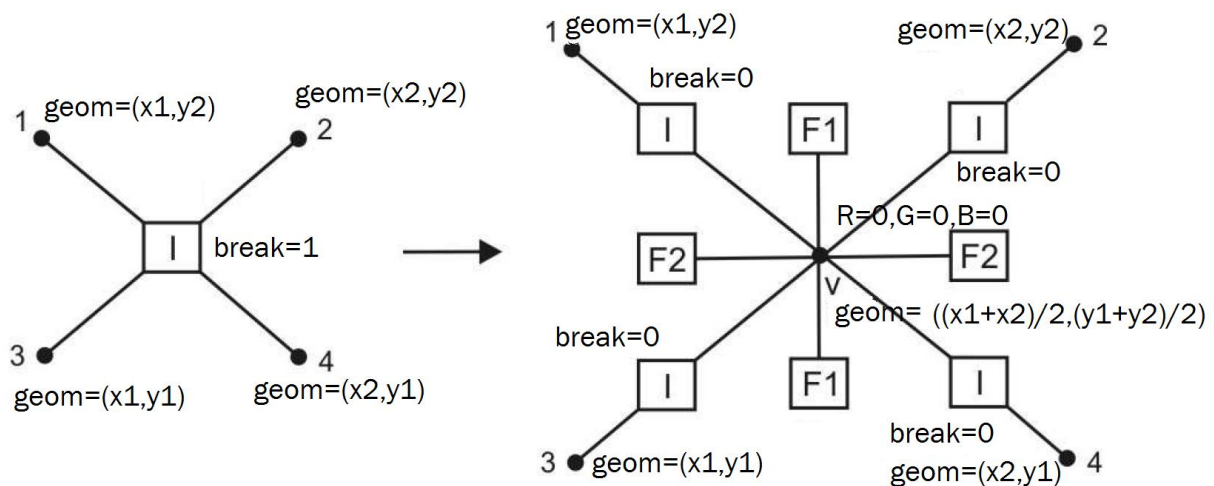 1 geom=(x1,y2)
geom=(x2,y2)
2
I break=1
3
4
geom=(x1,y1)
geom=(x2,y1)
1 geom=(x1,y2)
geom=(x2,y2) 2
break=0
I
F1
I
break=0
R=0,G=0,B=0
F2
F2
v
geom= ((x1+x2)/2,(y1+y2)/2)
break=0
I
F1
I
break=0
3 geom=(x1,y1)
geom=(x2,y1) 4